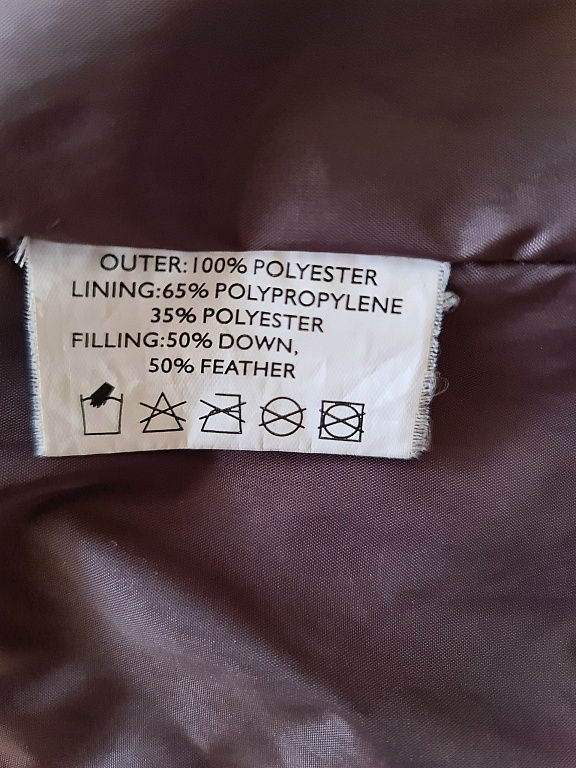 OUTER:100% POLYESTER
LINING:65% POLYPROPYLENE
35% POLYESTER
FILLING:50% DOWN,
50% FEATHER